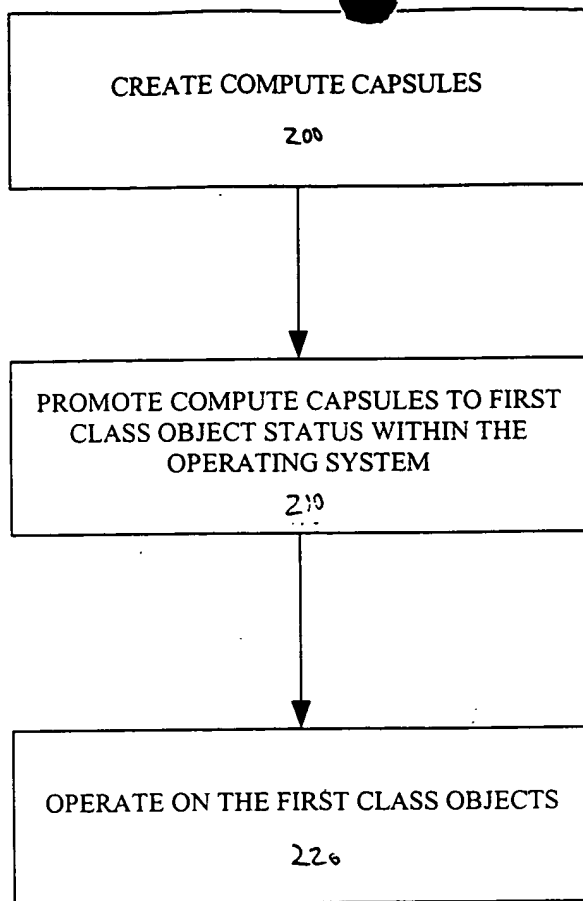 CREATE COMPUTE CAPSULES
200
PROMOTE COMPUTE CAPSULES TO FIRST
CLASS OBJECT STATUS WITHIN THE
OPERATING SYSTEM
210
OPERATE ON THE FIRST CLASS OBJECTS
220